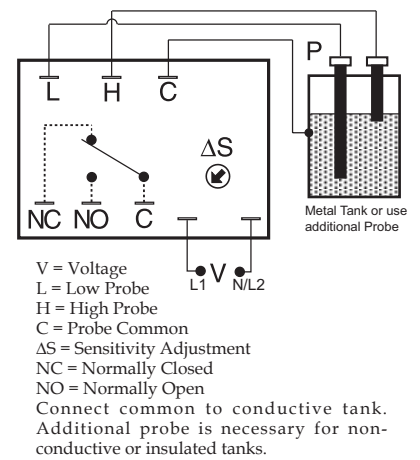 P
L H C
ΔS
NC NO C
Metal Tank or use
additional Probe
L1 V N/L2
V = Voltage
L = Low Probe
H = High Probe
C = Probe Common
ΔS = Sensitivity Adjustment
NC = Normally Closed
NO = Normally Open
Connect common to conductive tank.
Additional probe is necessary for non-
conductive or insulated tanks.